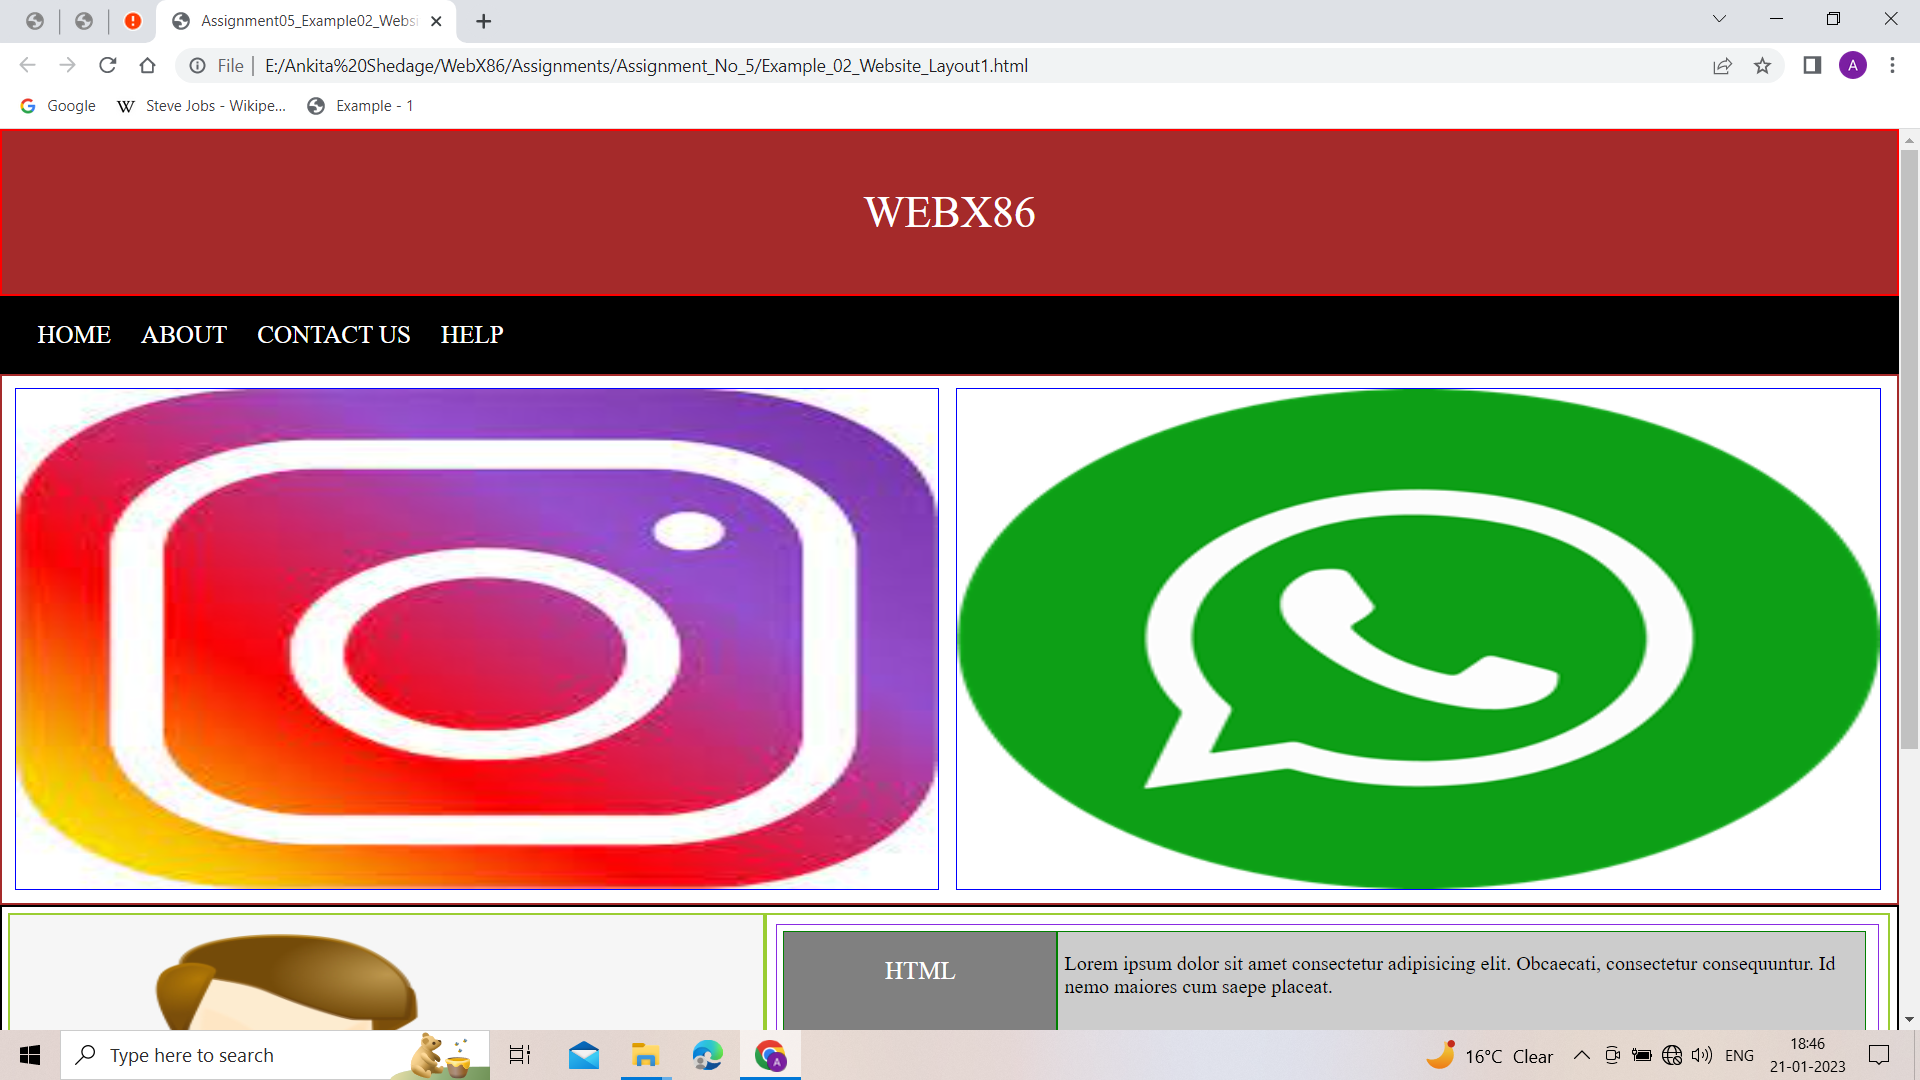 Assignment05_Example02_Websi
File | E:/Ankita%20Shedage/WebX86/Assignments/Assignment_No_5/Example_02_Website_Layout1.html
A
Google Steve Jobs - Wikipe... Example - 1
WEBX86
HOME ABOUT CONTACT US HELP
HTML
Lorem ipsum dolor sit amet consectetur adipisicing elit. Obcaecati, consectetur consequuntur. Id
nemo maiores cum saepe placeat.
Type here to search
A
16°C Clear
ENG
18:46
21-01-2023